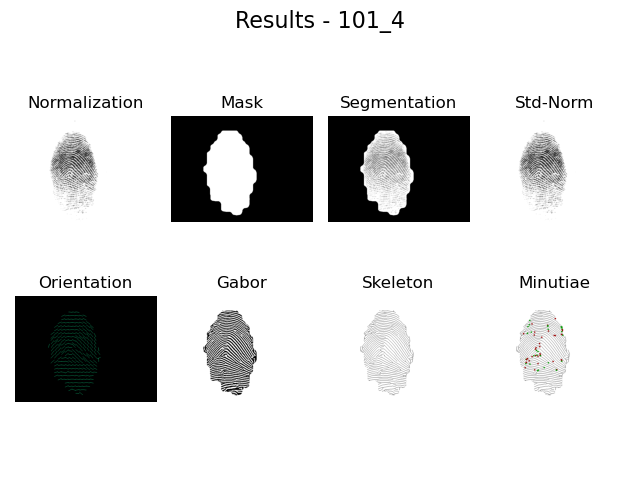 Results - 101_4
Normalization
Mask
Segmentation
Std-Norm
Orientation
Gabor
Skeleton
Minutiae